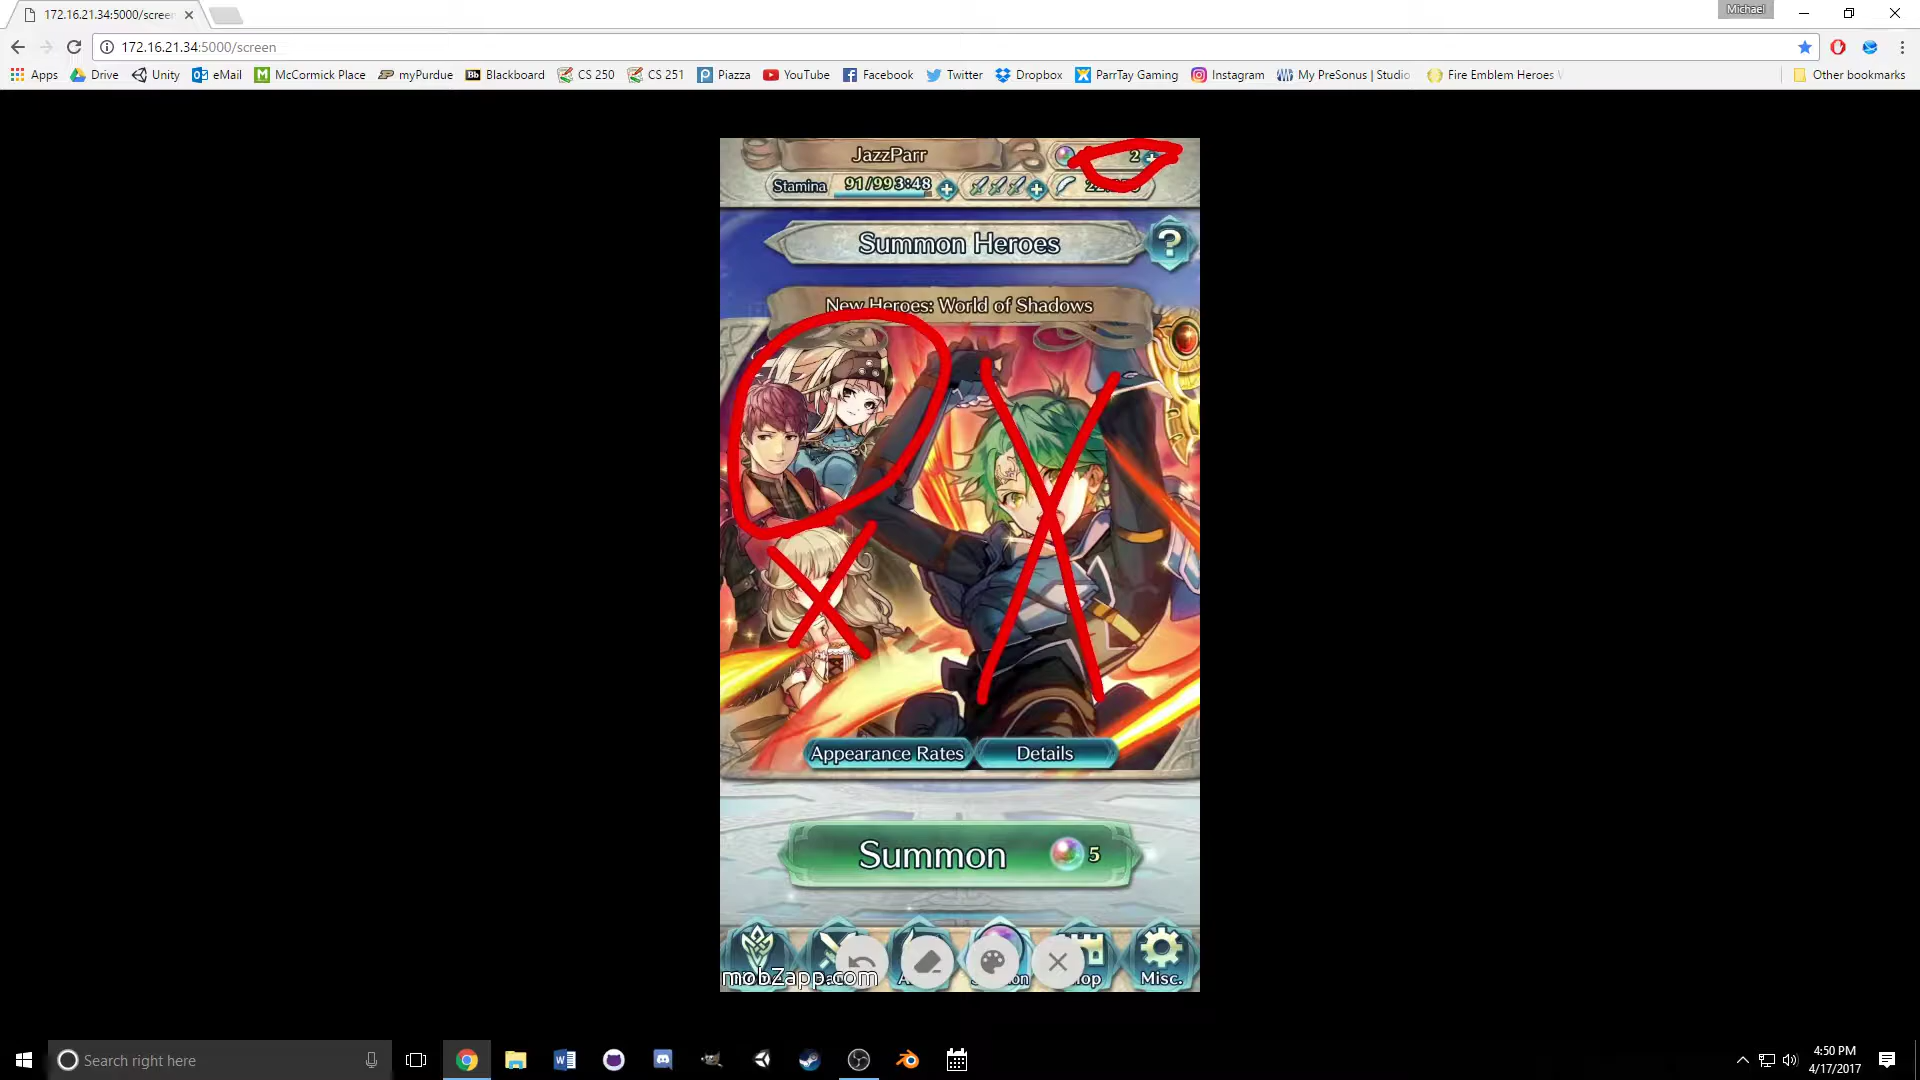 172.16.21.34:5000/scree
Michael
172.16.21.34:5000/screen
Apps Drive Unity eMail McCormick Place myPurdue Blackboard CS 250 CS 251 Piazza YouTube Facebook Twitter Dropbox ParrTay Gaming Instagram My PreSonus | Studio Fire Emblem Heroes Other bookmarks
JazzParr 2
Stamina 91/99 3:48
Summon Heroes ?
New Heroes: World of Shadows
Appearance Rates Details
Summon 5
Misc.
mobZapp.com
Search right here
4:50 PM
4/17/2017